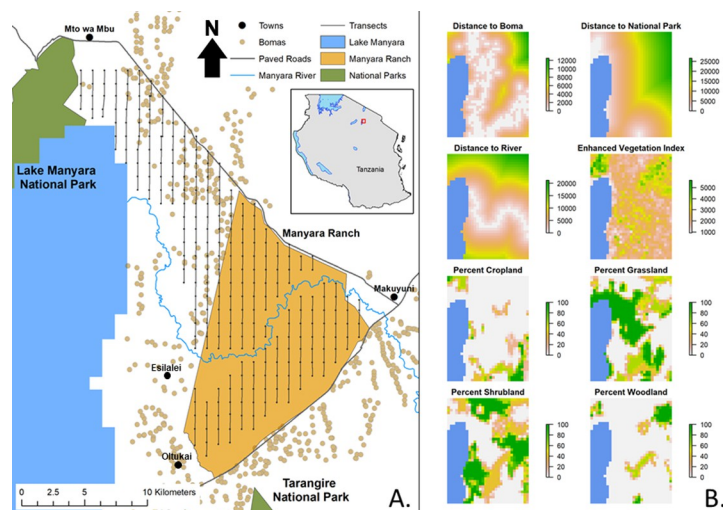 Mto wa Mbu
N
Towns
Bomas
Paved Roads
Manyara River
Transects
Lake Manyara
Manyara Ranch
National Parks
Tanzania
Lake Manyara
National Park
Manyara Ranch
Makuyuni
Esilalei
Oltukai
Tarangire
National Park
0 2.5 5 10 Kilometers
A.
Distance to Boma
12000
10000
8000
6000
4000
2000
0
Distance to National Park
25000
20000
15000
10000
5000
0
Distance to River
20000
15000
10000
5000
0
Enhanced Vegetation Index
5000
4000
3000
2000
1000
Percent Cropland
100
80
60
40
20
0
Percent Grassland
100
80
60
40
20
0
Percent Shrubland
100
80
60
40
20
0
Percent Woodland
100
80
60
40
20
0
B.